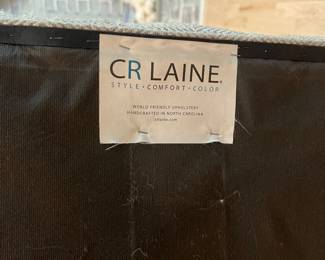 CR LAINE®
STYLE • COMFORT • COLOR
WORLD FRIENDLY UPHOLSTERY
HANDCRAFTED IN NORTH CAROLINA
crlaine.com